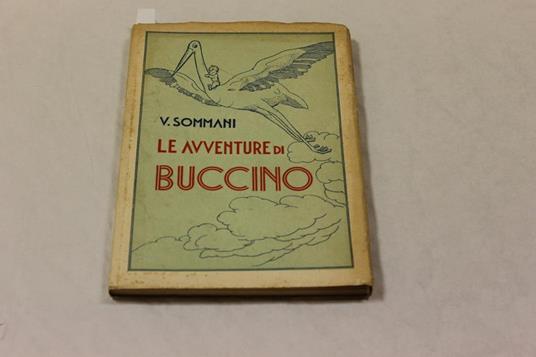 V. SOMMANI
LE AVVENTURE DI
BUCCINO